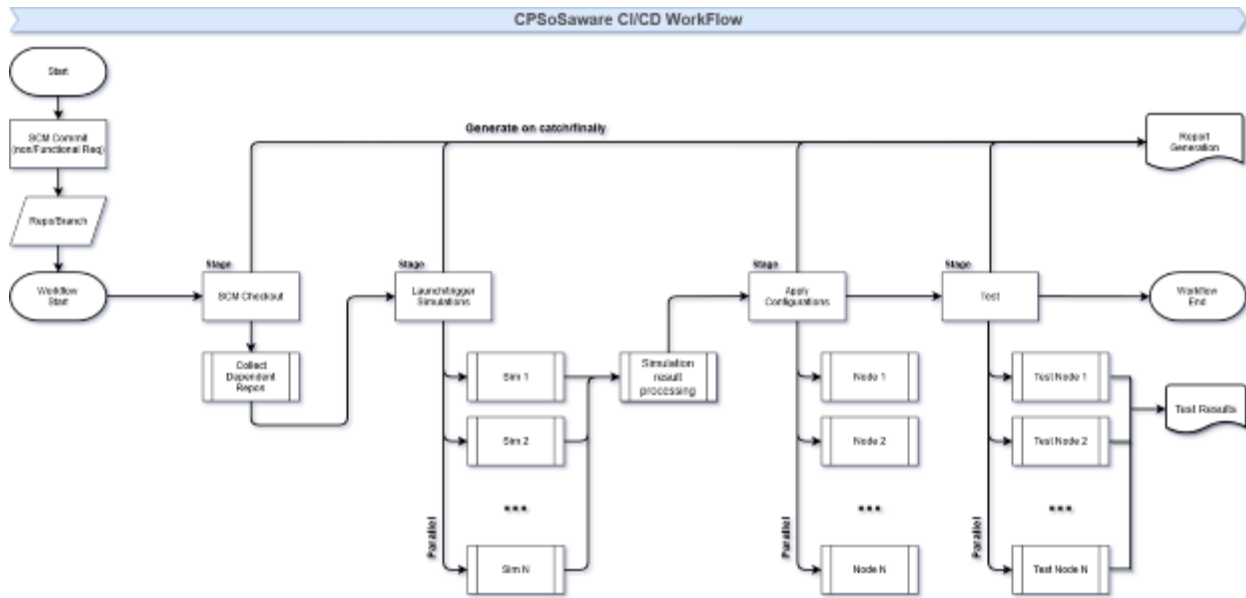 CPSoSaware CI/CD WorkFlow
Start
SCM Commit
(non/Functional Req)
Repo/Branch
Workflow
Start
Generate on catch/finally
Report
Generation
Stage
SCM Checkout
Collect
Dependent
Repos
Stage
Launch/trigger
Simulations
Parallel
Sim 1
Sim 2
...
Sim N
Simulation
result
processing
Stage
Apply
Configurations
Parallel
Node 1
Node 2
...
Node N
Stage
Test
Parallel
Test Node 1
Test Node 2
...
Test Node N
Workflow
End
Test Results